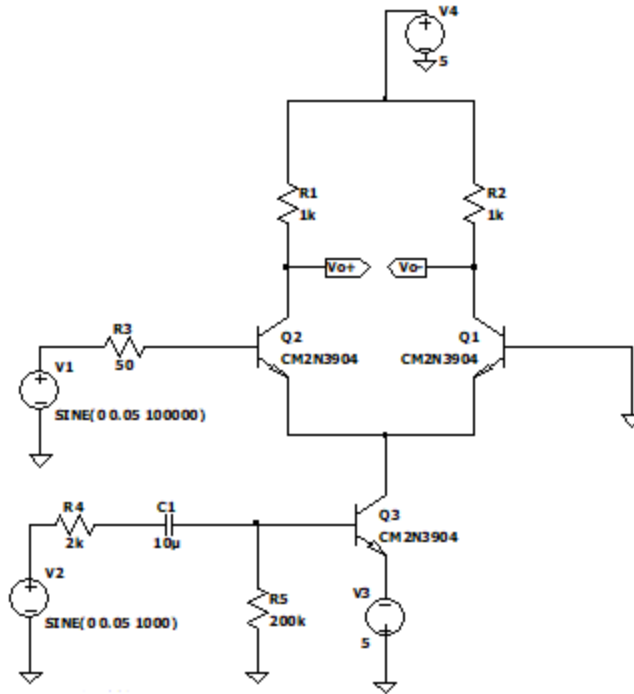 V4
5
R1
1k
R2
1k
Vo+
Vo-
R3
50
Q2
CM2N3904
Q1
CM2N3904
V1
SINE(0 0.05 100000)
R4
2k
C1
10µ
Q3
CM2N3904
V2
SINE(0 0.05 1000)
R5
200k
V3
5